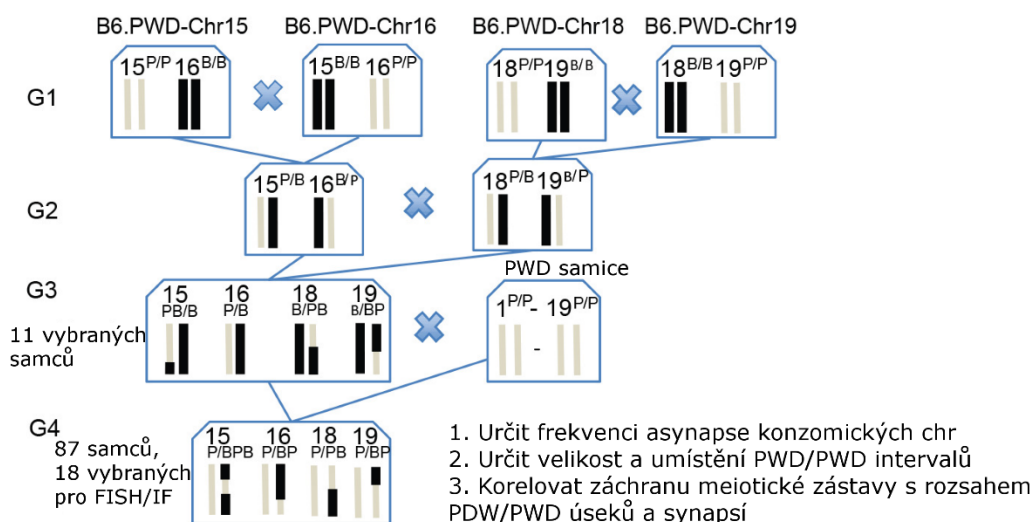 B6.PWD-Chr15 B6.PWD-Chr16 B6.PWD-Chr18 B6.PWD-Chr19
G1
15P/P 16B/B 15B/B 16P/P 18P/P 19B/B 18B/B 19P/P
G2
15P/B 16B/P 18P/B 19B/P
PWD samice
G3
15 16 18 19
PB/B P/B B/PB B/BP
1P/P - 19P/P
-
11 vybraných
samců
G4
15 16 18 19
P/BPB P/BP P/PB P/BP
87 samců,
18 vybraných
pro FISH/IF
1. Určit frekvenci asynapse konzomických chr
2. Určit velikost a umístění PWD/PWD intervalů
3. Korelovat záchranu meiotické zástavy s rozsahem
PDW/PWD úseků a synapsí